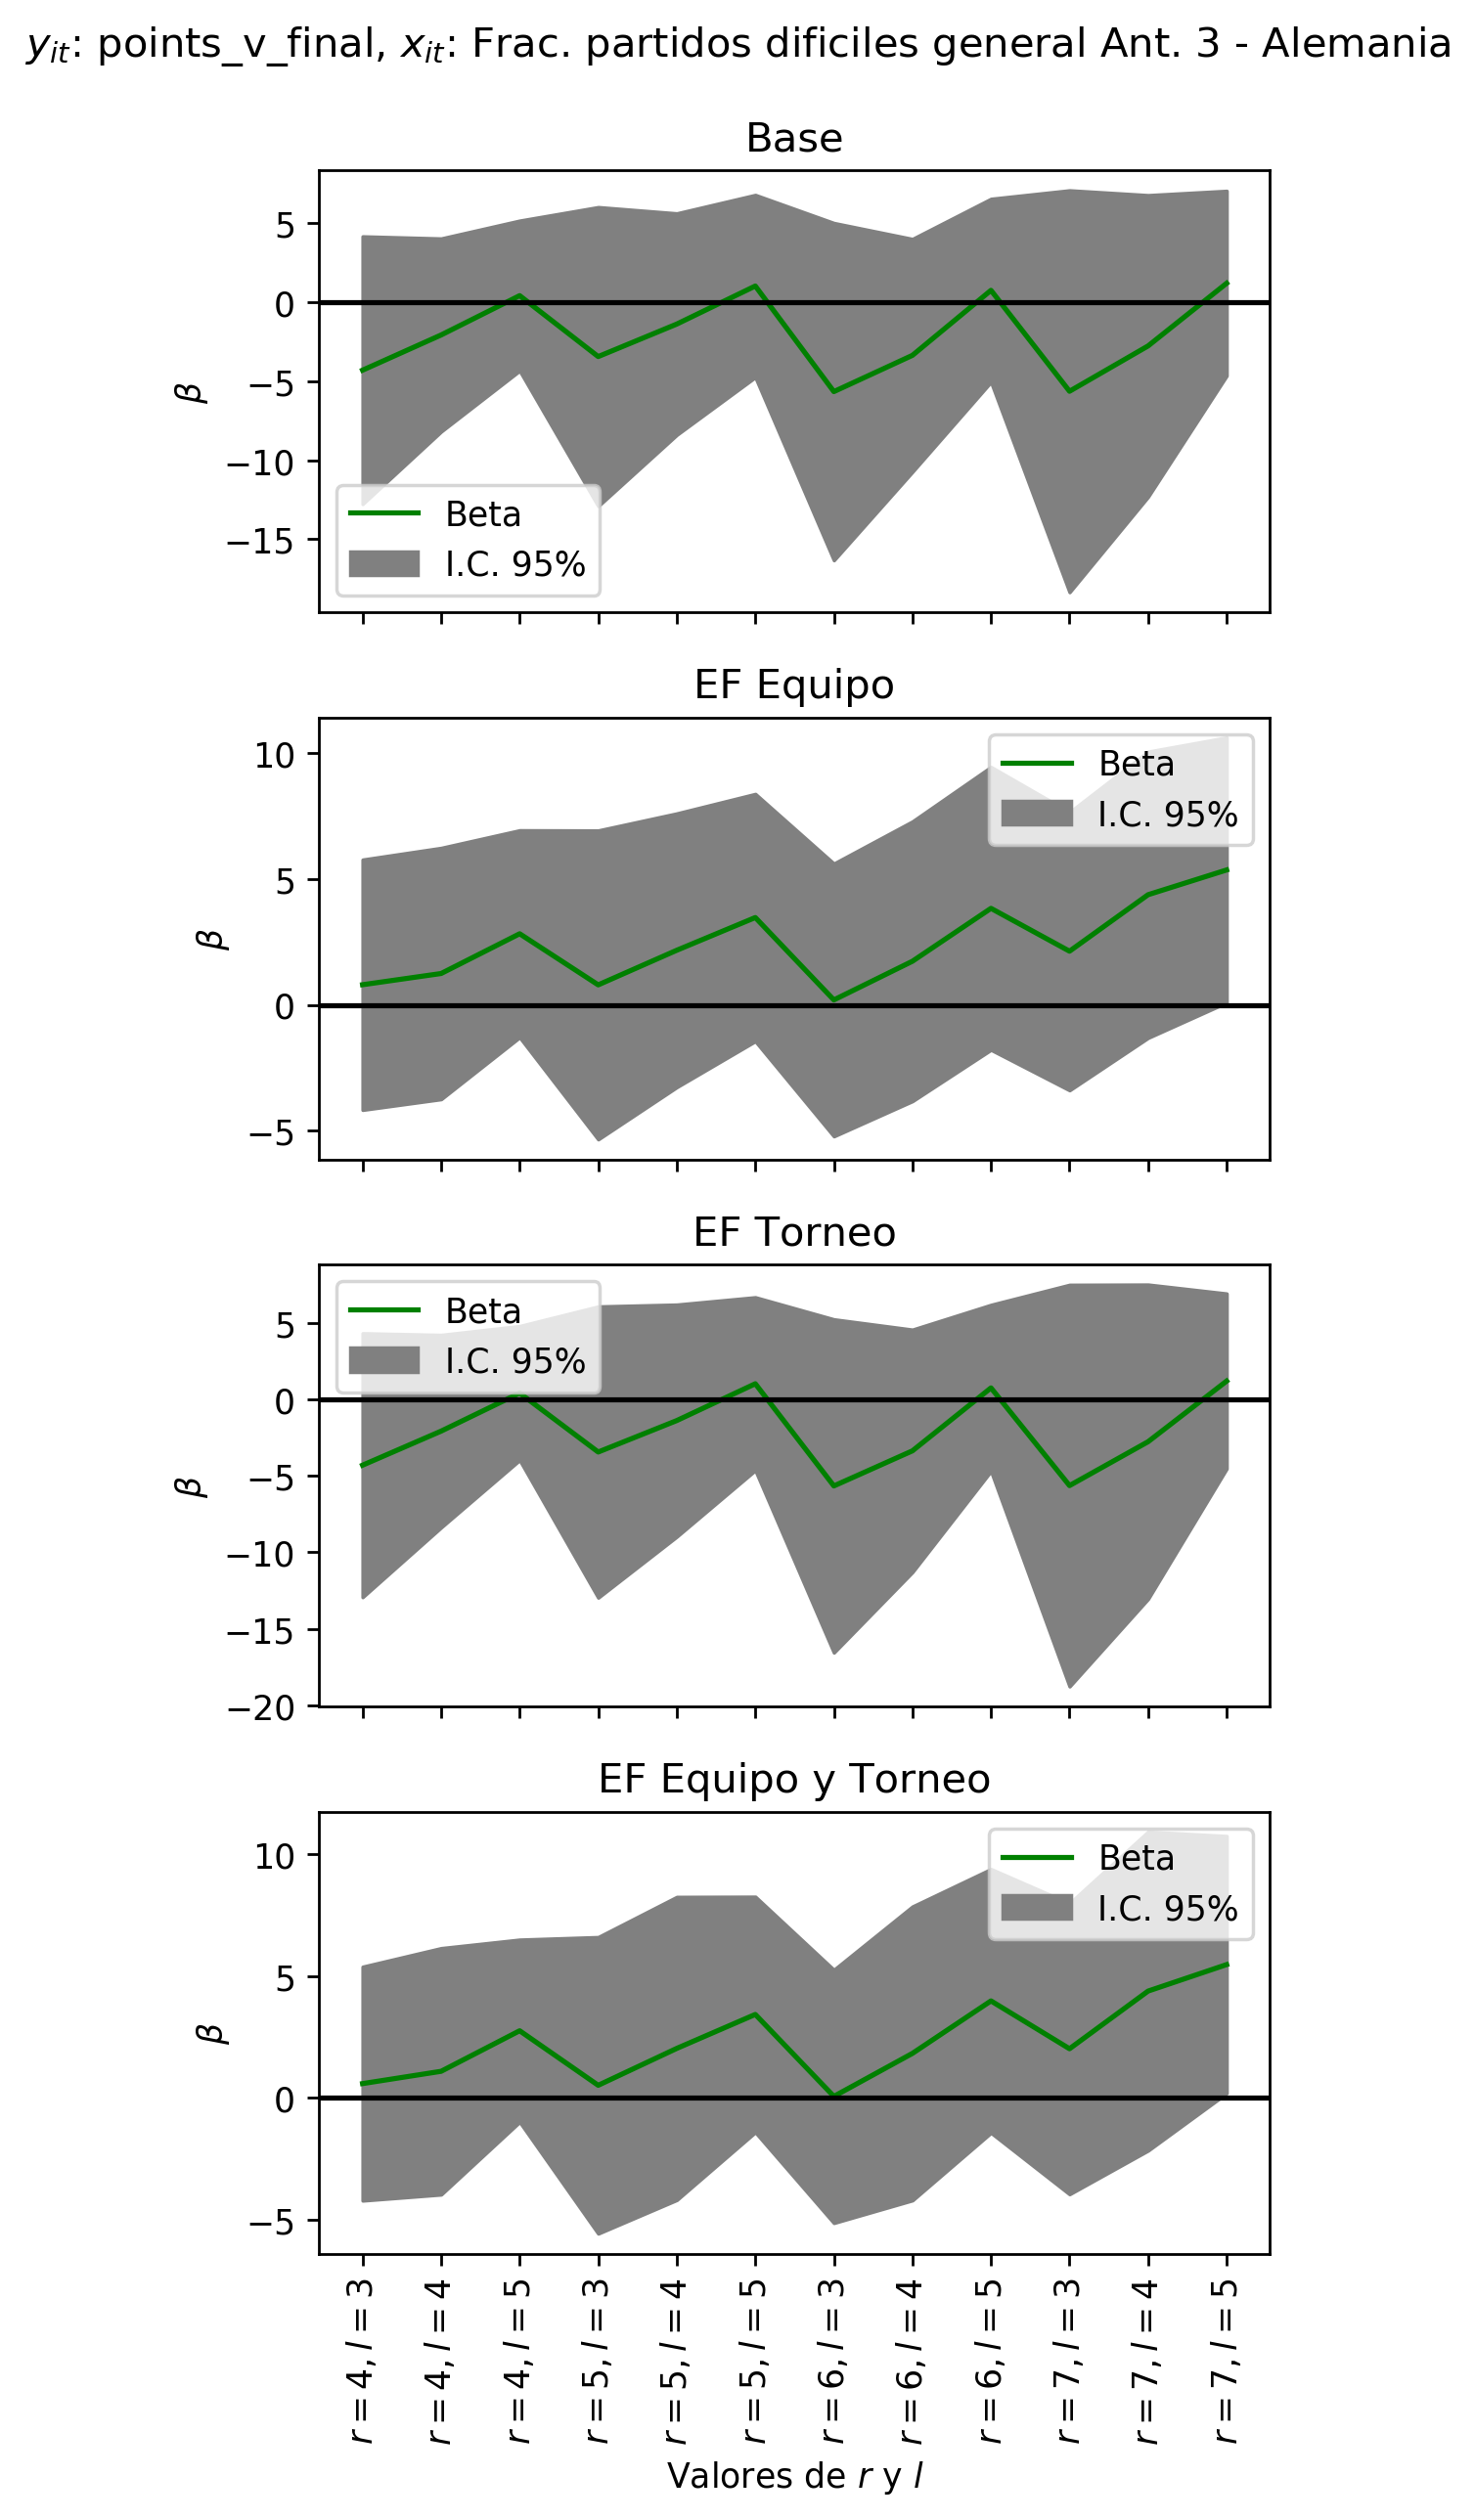 y_it: points_v_final, x_it: Frac. partidos dificiles general Ant. 3 - Alemania
Base
5
0
−5
−10
−15
β
Beta
I.C. 95%
EF Equipo
10
5
0
−5
β
Beta
I.C. 95%
EF Torneo
5
0
−5
−10
−15
−20
β
Beta
I.C. 95%
EF Equipo y Torneo
10
5
0
−5
β
Beta
I.C. 95%
r = 4, l = 3
r = 4, l = 4
r = 4, l = 5
r = 5, l = 3
r = 5, l = 4
r = 5, l = 5
r = 6, l = 3
r = 6, l = 4
r = 6, l = 5
r = 7, l = 3
r = 7, l = 4
r = 7, l = 5
Valores de r y l